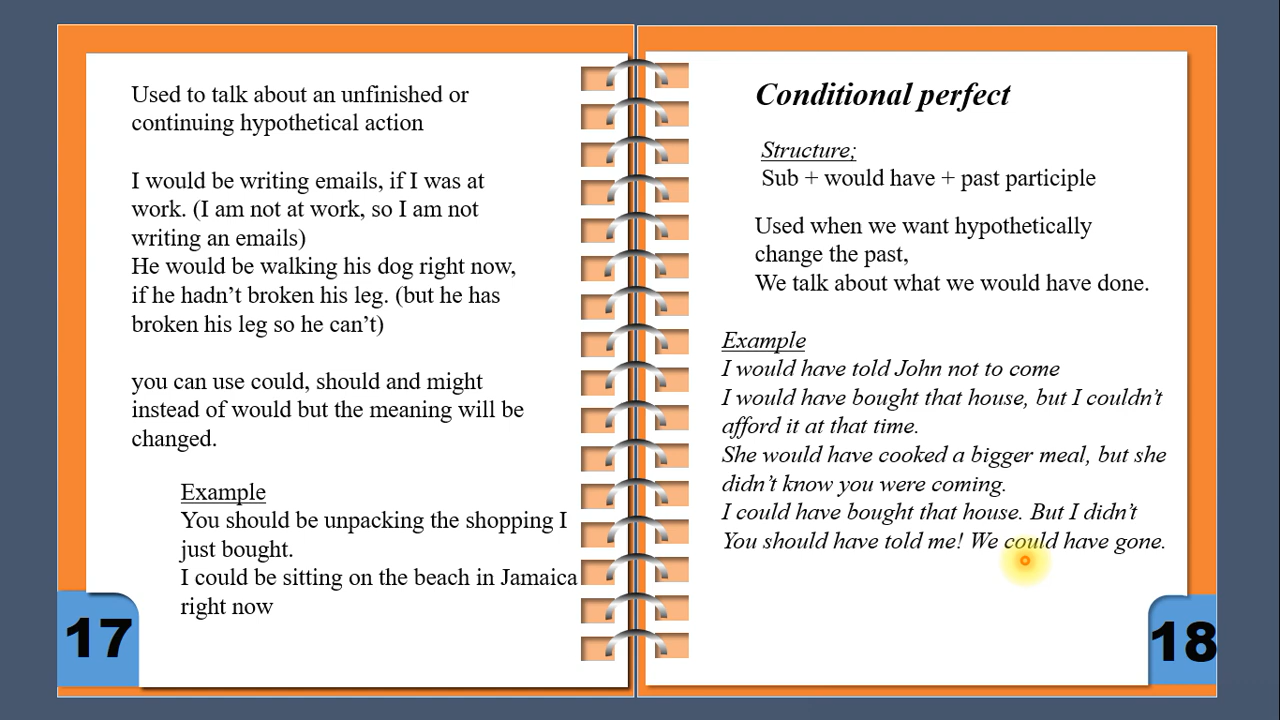 Used to talk about an unfinished or
continuing hypothetical action
I would be writing emails, if I was at
work. (I am not at work, so I am not
writing an emails)
He would be walking his dog right now,
if he hadn’t broken his leg. (but he has
broken his leg so he can’t)
you can use could, should and might
instead of would but the meaning will be
changed.
Example
You should be unpacking the shopping I
just bought.
I could be sitting on the beach in Jamaica
right now
17
Conditional perfect
Structure;
Sub + would have + past participle
Used when we want hypothetically
change the past,
We talk about what we would have done.
Example
I would have told John not to come
I would have bought that house, but I couldn’t
afford it at that time.
She would have cooked a bigger meal, but she
didn’t know you were coming.
I could have bought that house. But I didn’t
You should have told me! We could have gone.
18